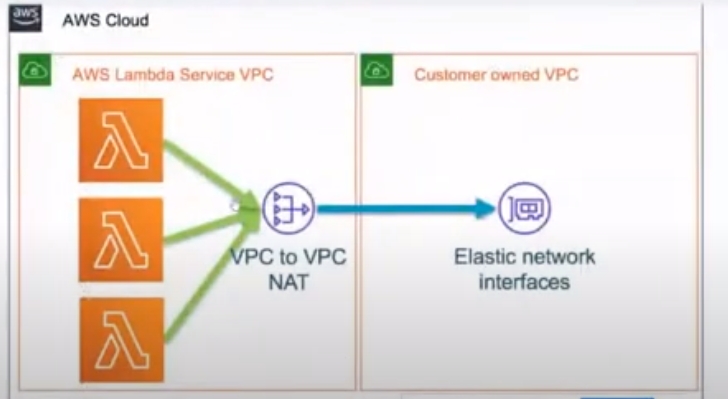 aws
AWS Cloud
AWS Lambda Service VPC
Customer owned VPC
VPC to VPC
NAT
Elastic network
interfaces